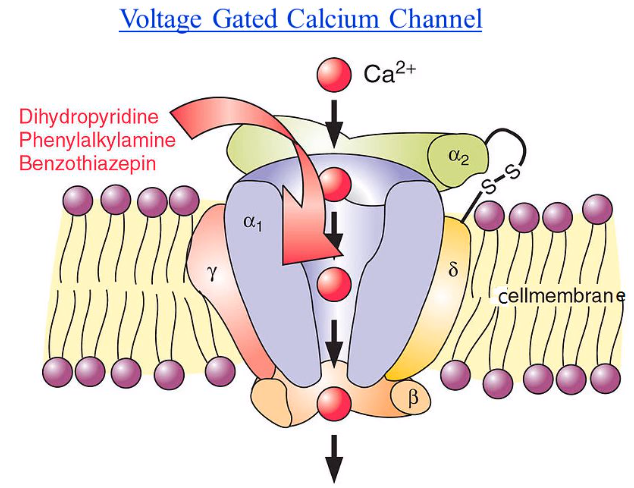 Voltage Gated Calcium Channel
Ca2+
Dihydropyridine
Phenylalkylamine
Benzothiazepin
α2
S-S
α1
γ
δ
cellmembrane
β